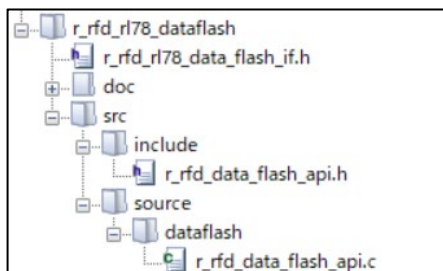 r_rfd_rl78_dataflash
r_rfd_rl78_data_flash_if.h
doc
src
include
r_rfd_data_flash_api.h
source
dataflash
r_rfd_data_flash_api.c